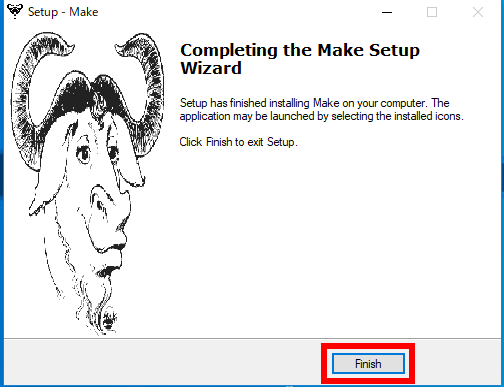 Setup - Make
Completing the Make Setup
Wizard
Setup has finished installing Make on your computer. The
application may be launched by selecting the installed icons.
Click Finish to exit Setup.
Finish